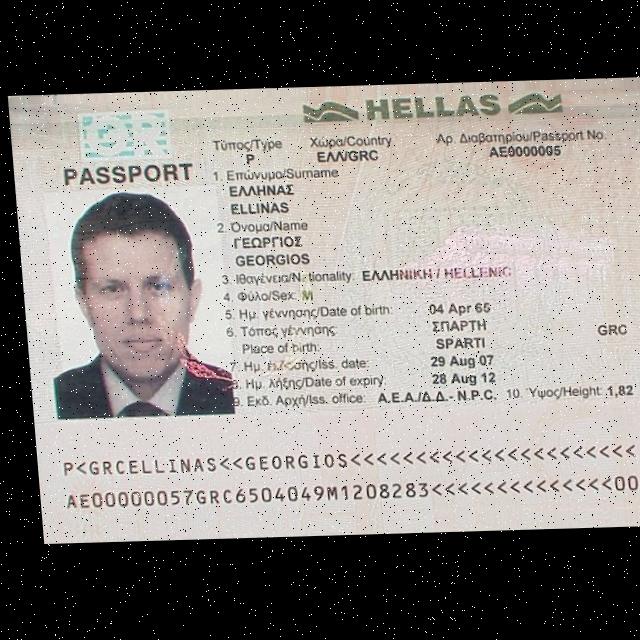 HELLAS
PASSPORT
Τύπος/Type
P
Χώρα/Country
ΕΛΛ/GRC
Αρ. Διαβατηρίου/Passport No.
1. Επώνυμο/Surname
ΕΛΛΗΝΑΣ
ELLINAS
2. Όνομα/Name
ΓΕΩΡΓΙΟΣ
GEORGIOS
3. Ιθαγένεια/Nationality: ΕΛΛΗΝΙΚΗ / HELLENIC
4. Φύλο/Sex: M
5. Ημ. γέννησης/Date of birth: 04 Apr 65
6. Τόπος γέννησης: ΣΠΑΡΤΗ
Place of birth: SPARTI
GRC
7. Ημ. έκδοσης/Iss. date: 29 Aug 07
8. Ημ. λήξης/Date of expiry: 28 Aug 12
9. Εκδ. Αρχή/Iss. office: Α.Ε.Α/Δ.Δ.- N.P.C. 10. Υψος/Height: 1,82
P<GRCELLINAS<<GEORGIOS<<<<<<<<<<<<<<<<<<<<<<
AE00000057GRC6504049M1208283<<<<<<<<<<<<<<00